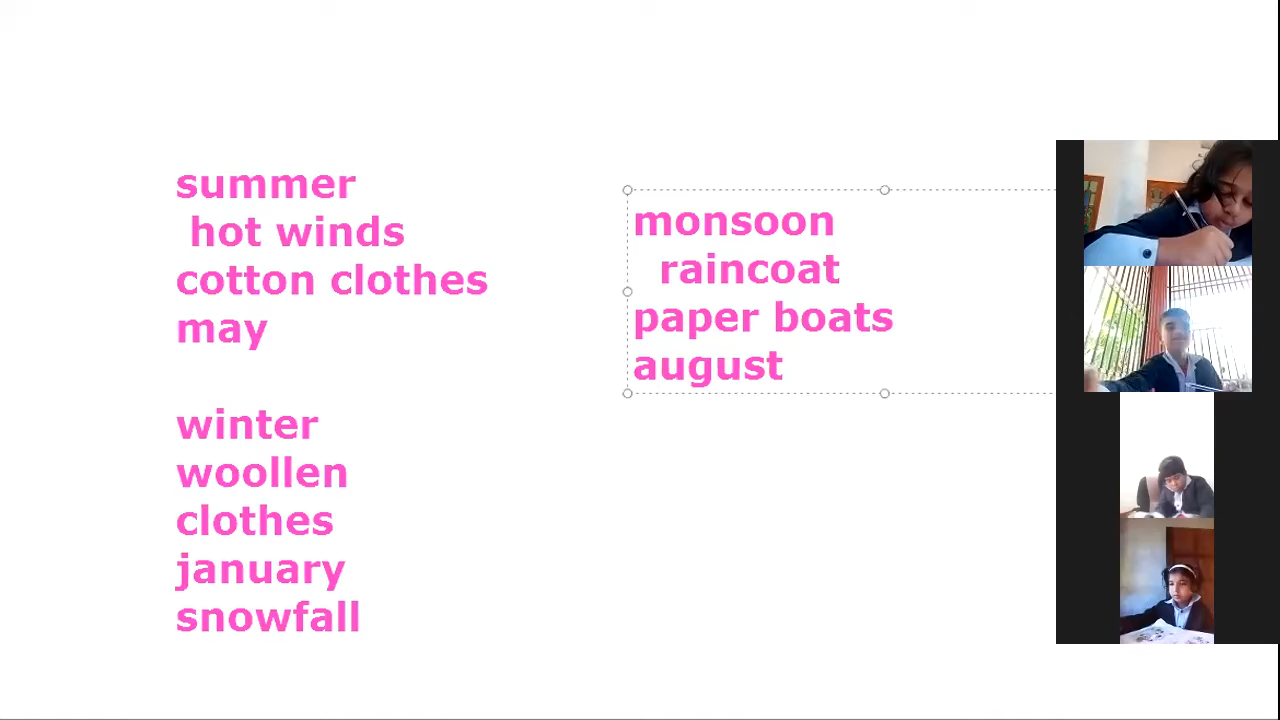 summer
hot winds
cotton clothes
may
winter
woollen
clothes
january
snowfall
monsoon
raincoat
paper boats
august